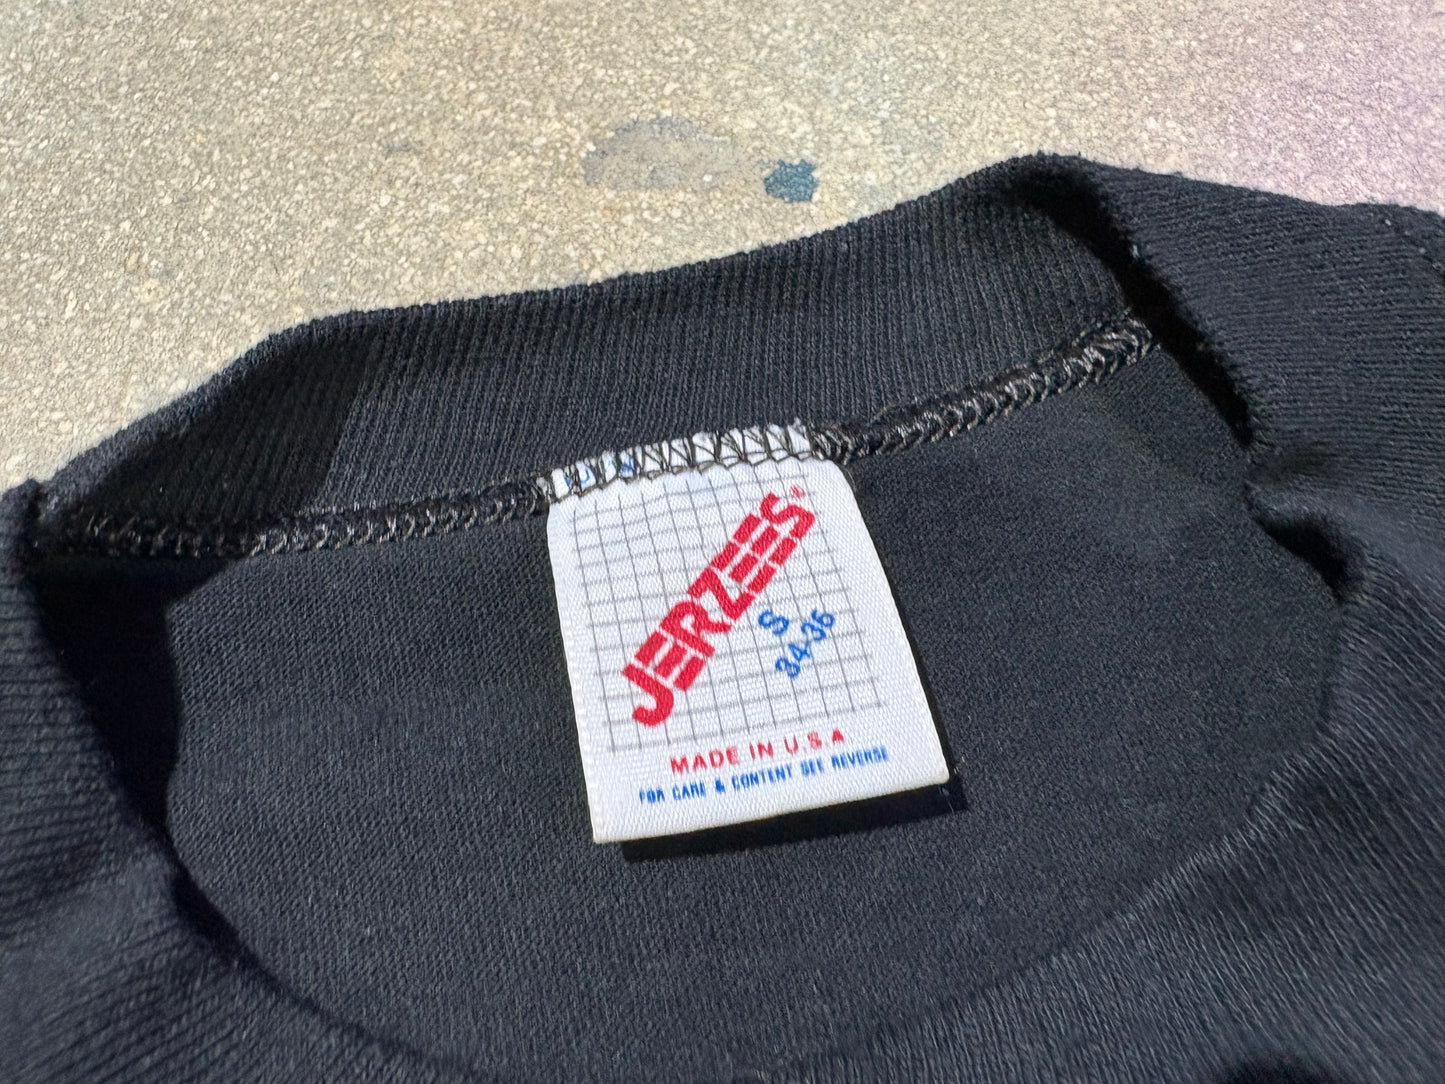 JERZEES®
S
34-36
MADE IN U.S.A
FOR CARE & CONTENT SEE REVERSE